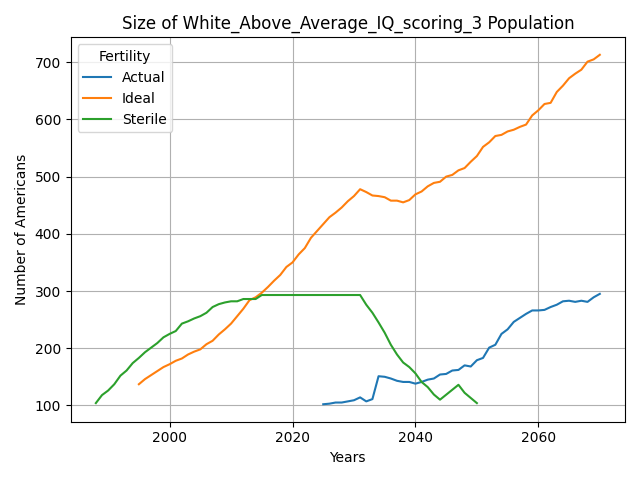 Size of White_Above_Average_IQ_scoring_3 Population
Fertility
Actual
Ideal
Sterile
Number of Americans
700
600
500
400
300
200
100
2000
2020
2040
2060
Years